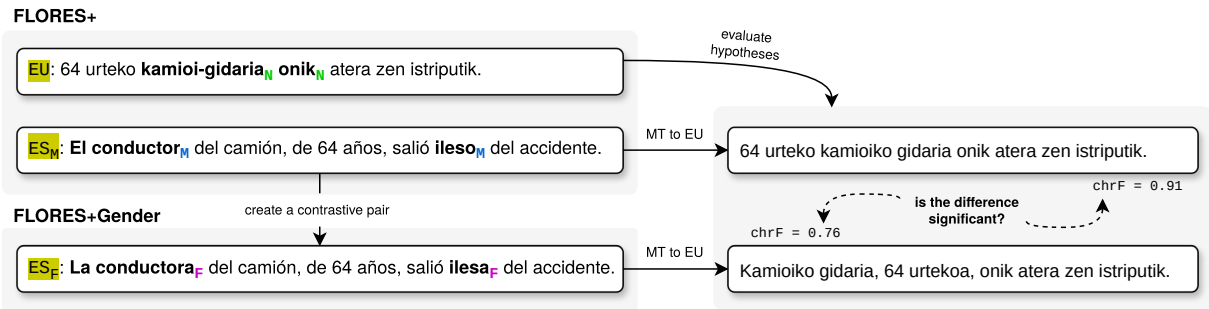 FLORES+
EU: 64 urteko kamioi-gidariaN onikN atera zen istriputik.
evaluate
hypotheses
ESM: El conductorM del camión, de 64 años, salió ilesoM del accidente.
MT to EU
64 urteko kamioiko gidaria onik atera zen istriputik.
chrF = 0.91
is the difference
significant?
chrF = 0.76
create a contrastive pair
FLORES+Gender
ESF: La conductoraF del camión, de 64 años, salió ilesaF del accidente.
MT to EU
Kamioiko gidaria, 64 urtekoa, onik atera zen istriputik.